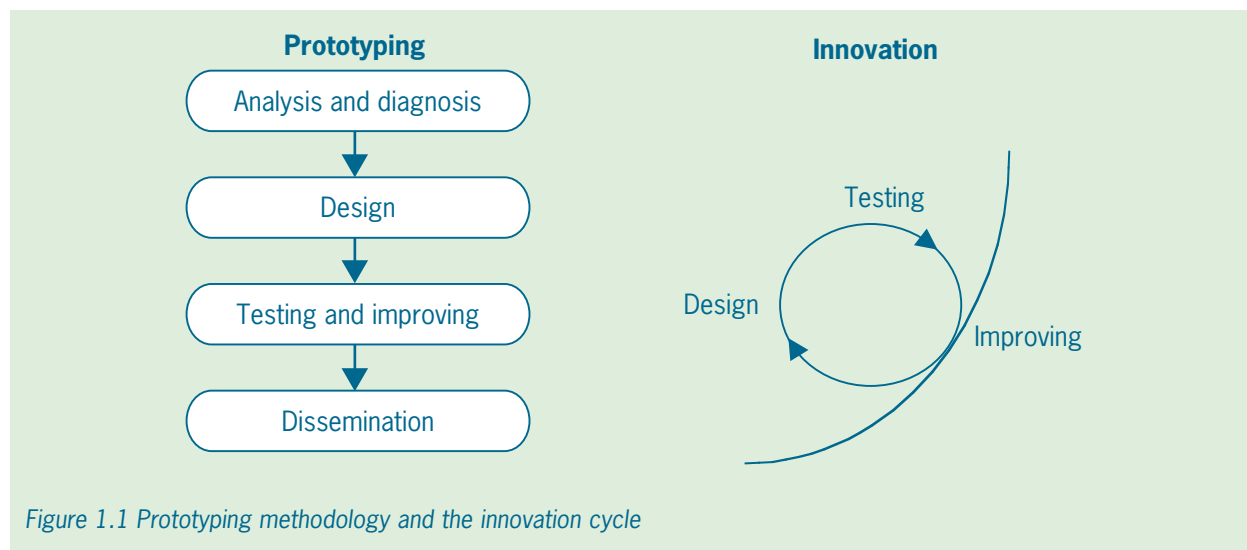 Prototyping
Analysis and diagnosis
Design
Testing and improving
Dissemination
Innovation
Testing
Design
Improving
Figure 1.1 Prototyping methodology and the innovation cycle